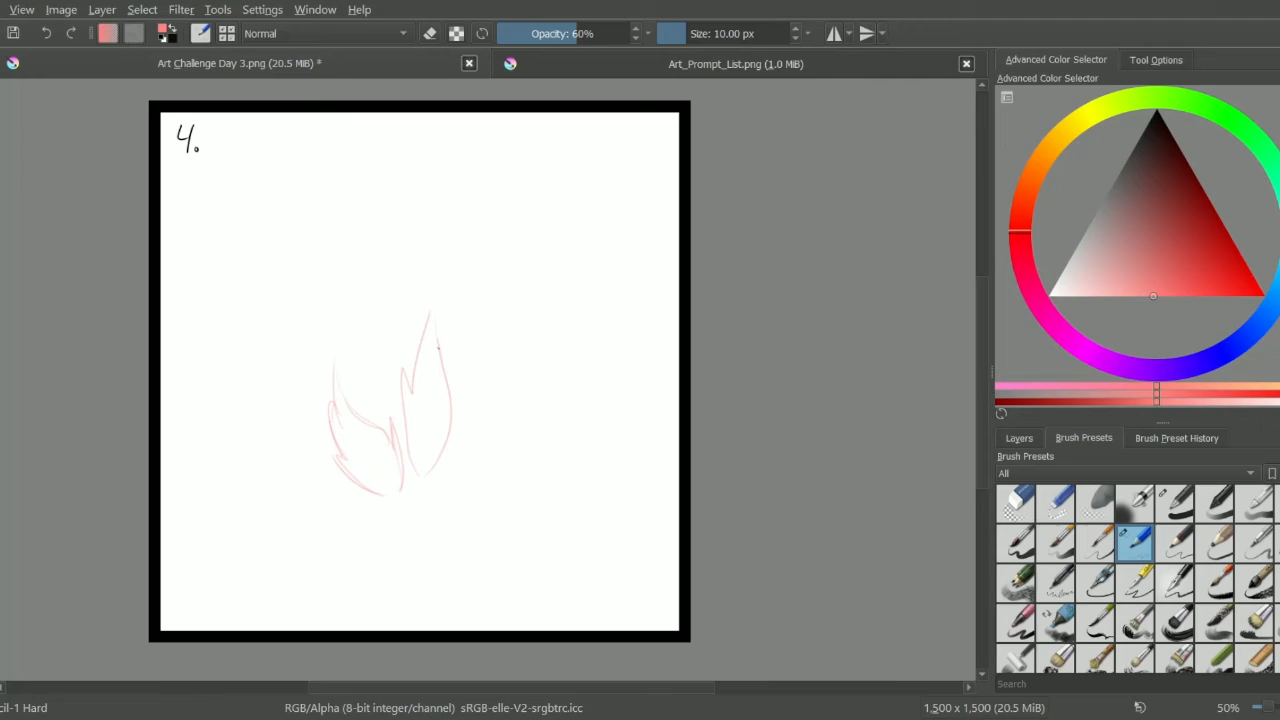 View Image Layer Select Filter Tools Settings Window Help
Normal Opacity: 60% Size: 10.00 px
Art Challenge Day 3.png (20.5 MiB) * Art_Prompt_List.png (1.0 MiB)
Advanced Color Selector Tool Options
Advanced Color Selector
4.
Layers Brush Presets Brush Preset History
Brush Presets
All
Search
cil-1 Hard RGB/Alpha (8-bit integer/channel) sRGB-elle-V2-srgbtrc.icc 1,500 x 1,500 (20.5 MiB) 50%